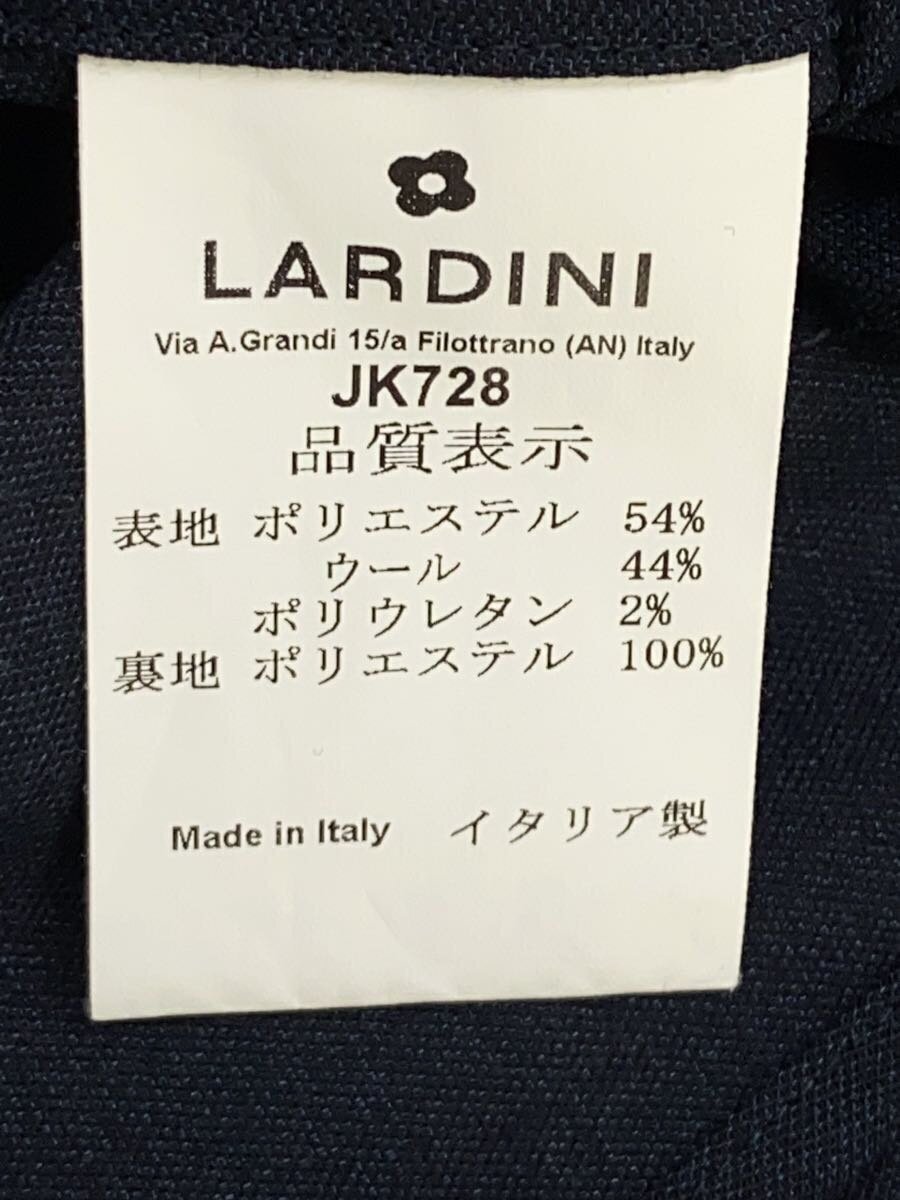 LARDINI
Via A.Grandi 15/a Filottrano (AN) Italy
JK728
品質表示
表地 ポリエステル 54%
ウール 44%
ポリウレタン 2%
裏地 ポリエステル 100%
Made in Italy イタリア製